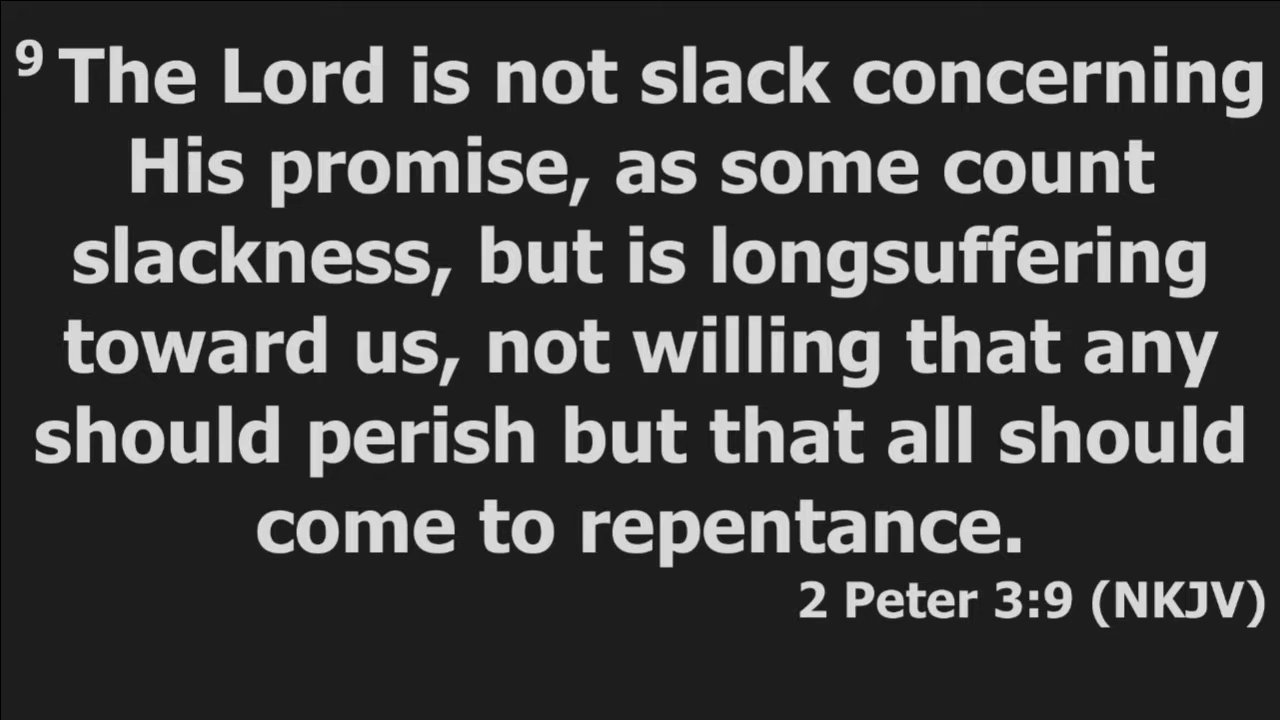 9 The Lord is not slack concerning
His promise, as some count
slackness, but is longsuffering
toward us, not willing that any
should perish but that all should
come to repentance.
2 Peter 3:9 (NKJV)